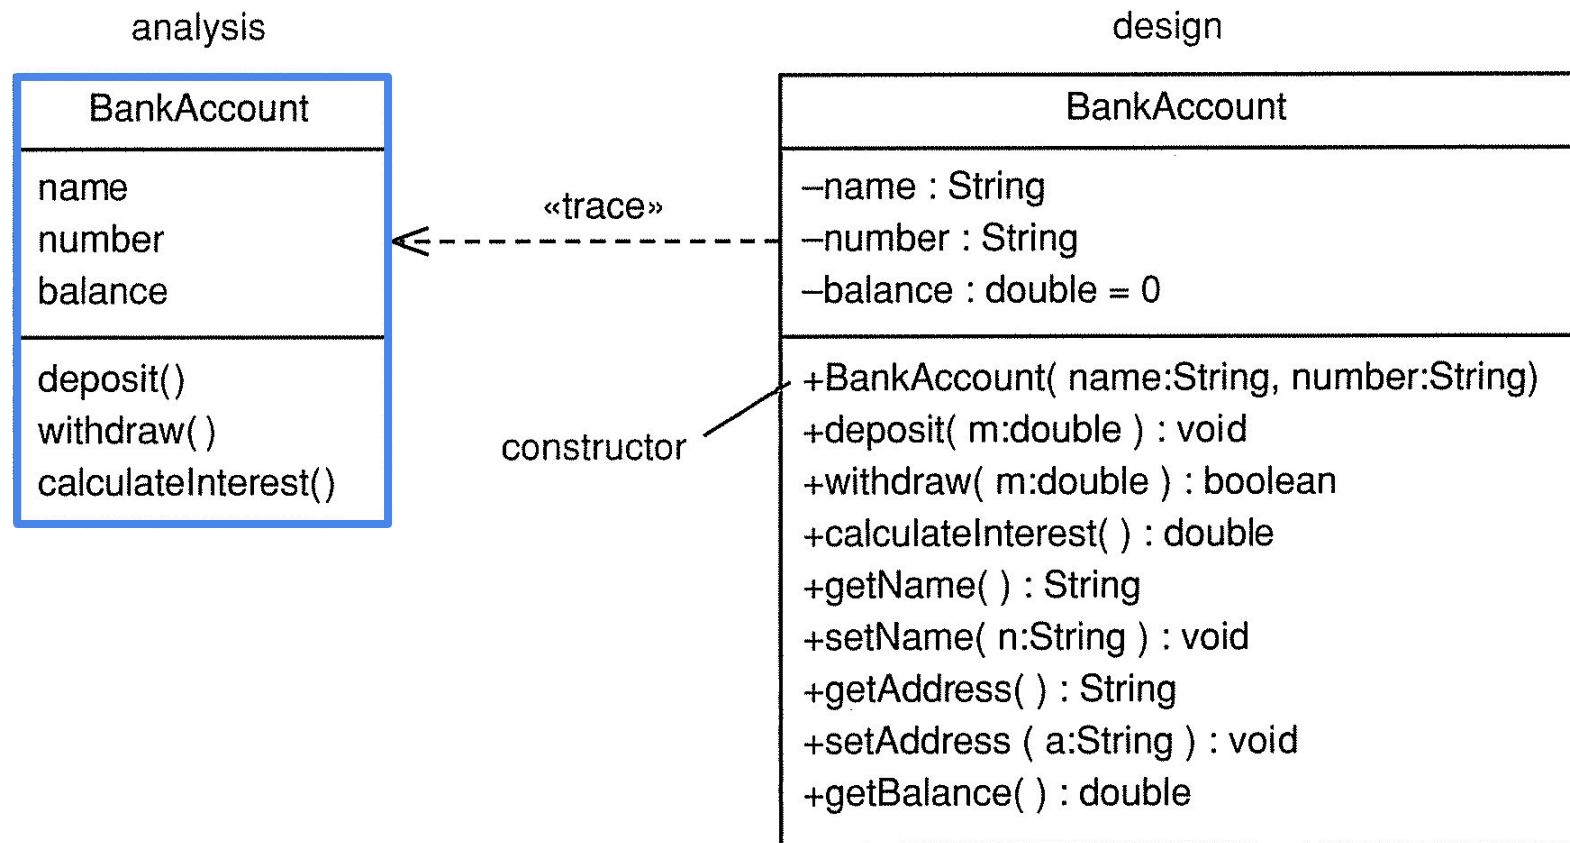 analysis
BankAccount
name
number
balance
deposit()
withdraw()
calculateInterest()
«trace»
constructor
design
BankAccount
–name : String
–number : String
–balance : double = 0
+BankAccount( name:String, number:String)
+deposit( m:double ) : void
+withdraw( m:double ) : boolean
+calculateInterest( ) : double
+getName( ) : String
+setName( n:String ) : void
+getAddress( ) : String
+setAddress ( a:String ) : void
+getBalance( ) : double